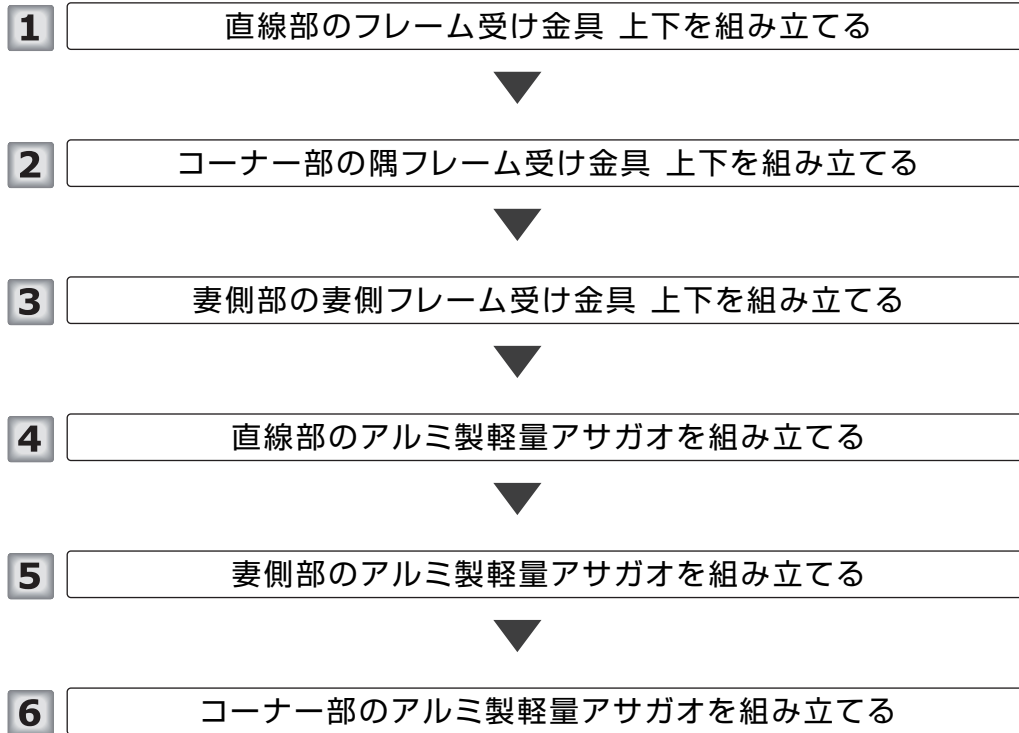 1 直線部のフレーム受け金具 上下を組み立てる
2 コーナー部の隅フレーム受け金具 上下を組み立てる
3 妻側部の妻側フレーム受け金具 上下を組み立てる
4 直線部のアルミ製軽量アサガオを組み立てる
5 妻側部のアルミ製軽量アサガオを組み立てる
6 コーナー部のアルミ製軽量アサガオを組み立てる